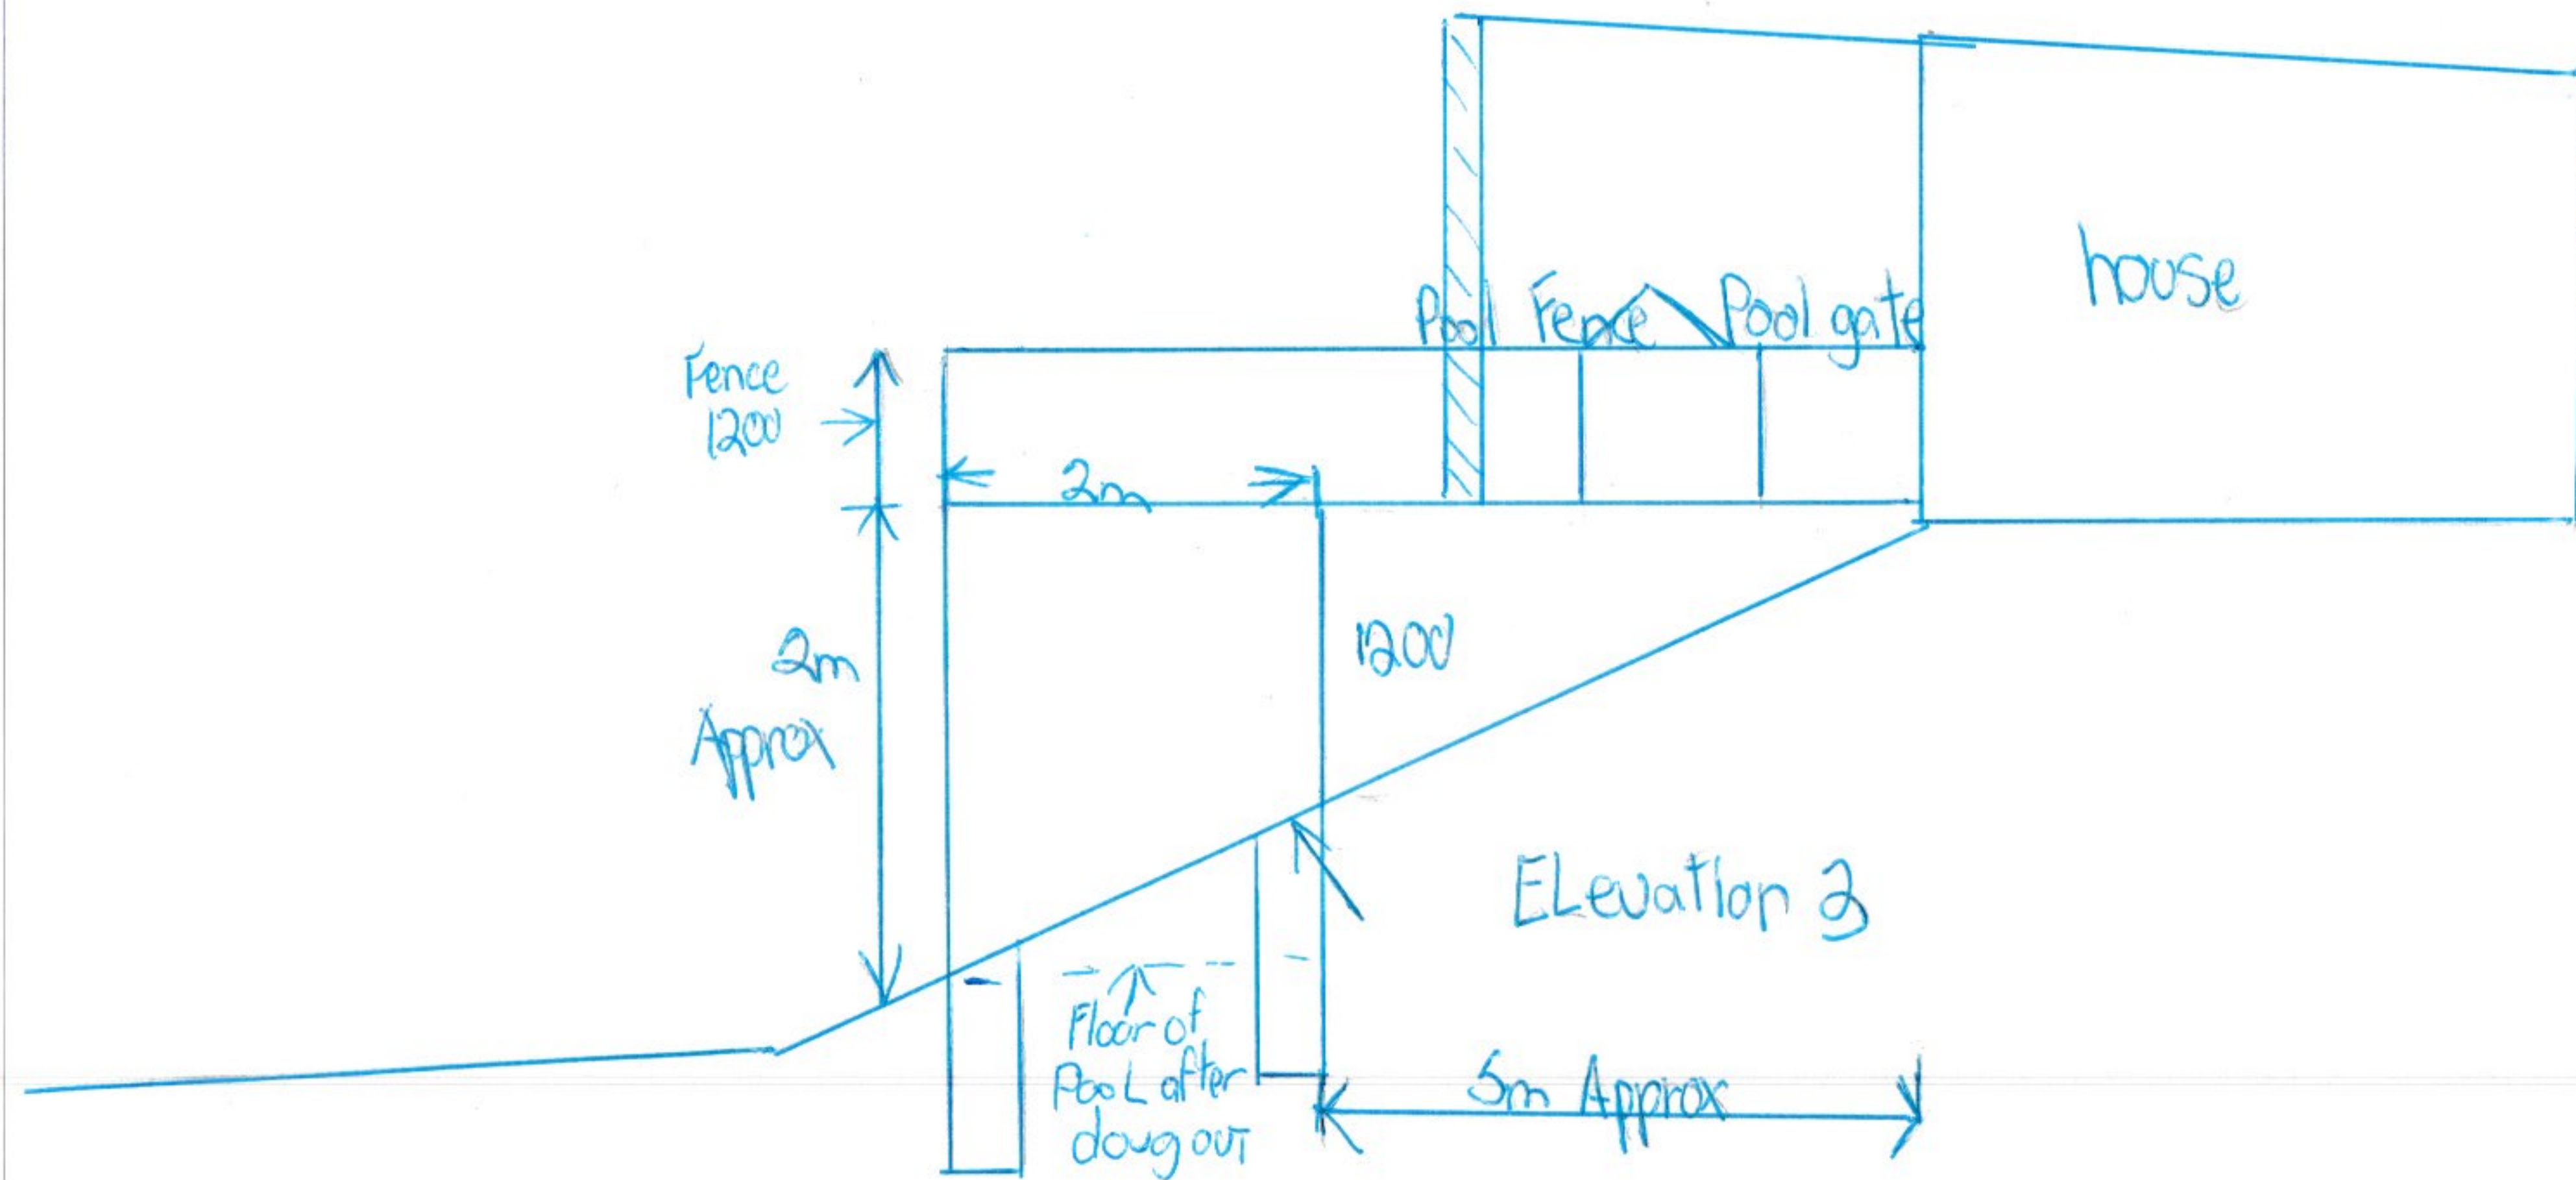 house
Pool Fence Pool gate
Fence
1200
2m
2m
Approx
1200
ELevation 3
Floor of
PooL after
doug out
5m Approx